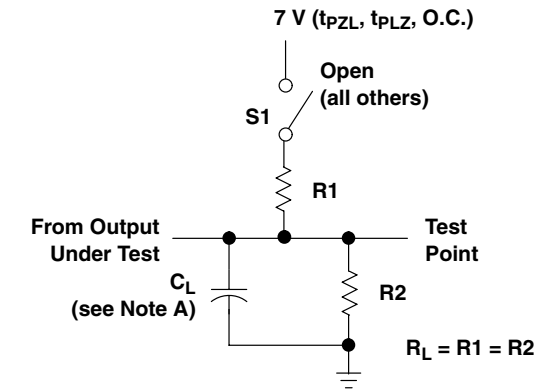 7 V (tPZL, tPLZ, O.C.)
Open
(all others)
S1
R1
From Output
Under Test
Test
Point
CL
(see Note A)
R2
RL = R1 = R2